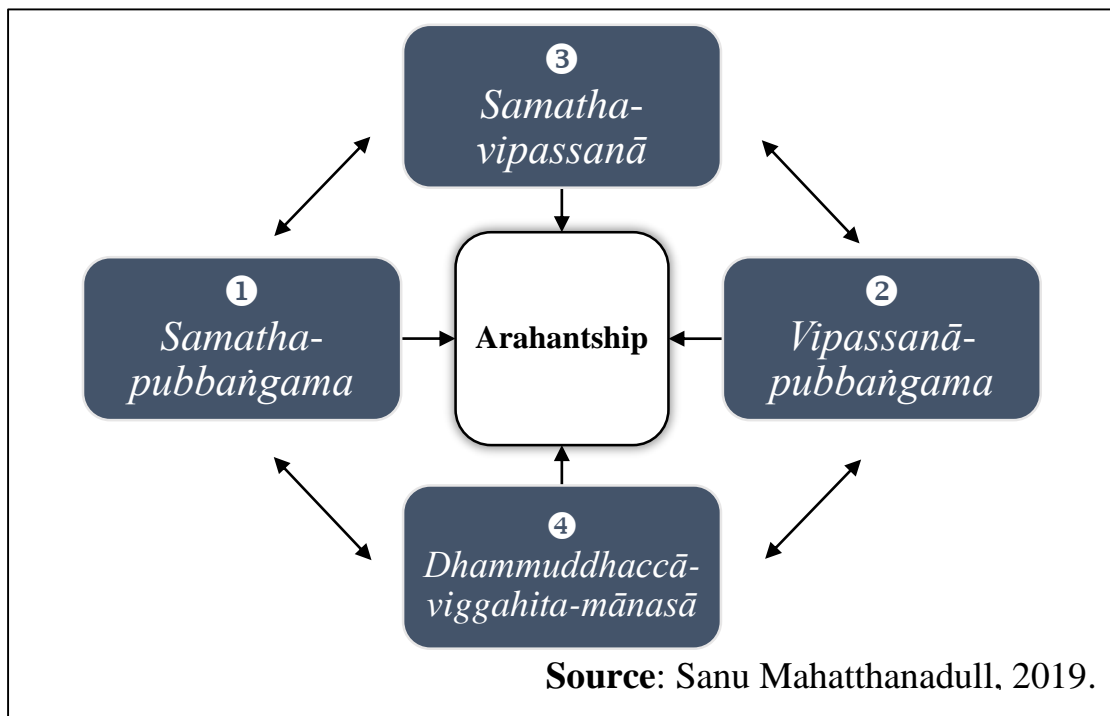 ❸
Samatha-
vipassanā
❶
Samatha-
pubbaṅgama
Arahantship
❷
Vipassanā-
pubbaṅgama
❹
Dhammuddhaccā-
viggahita-mānasā
Source: Sanu Mahatthanadull, 2019.